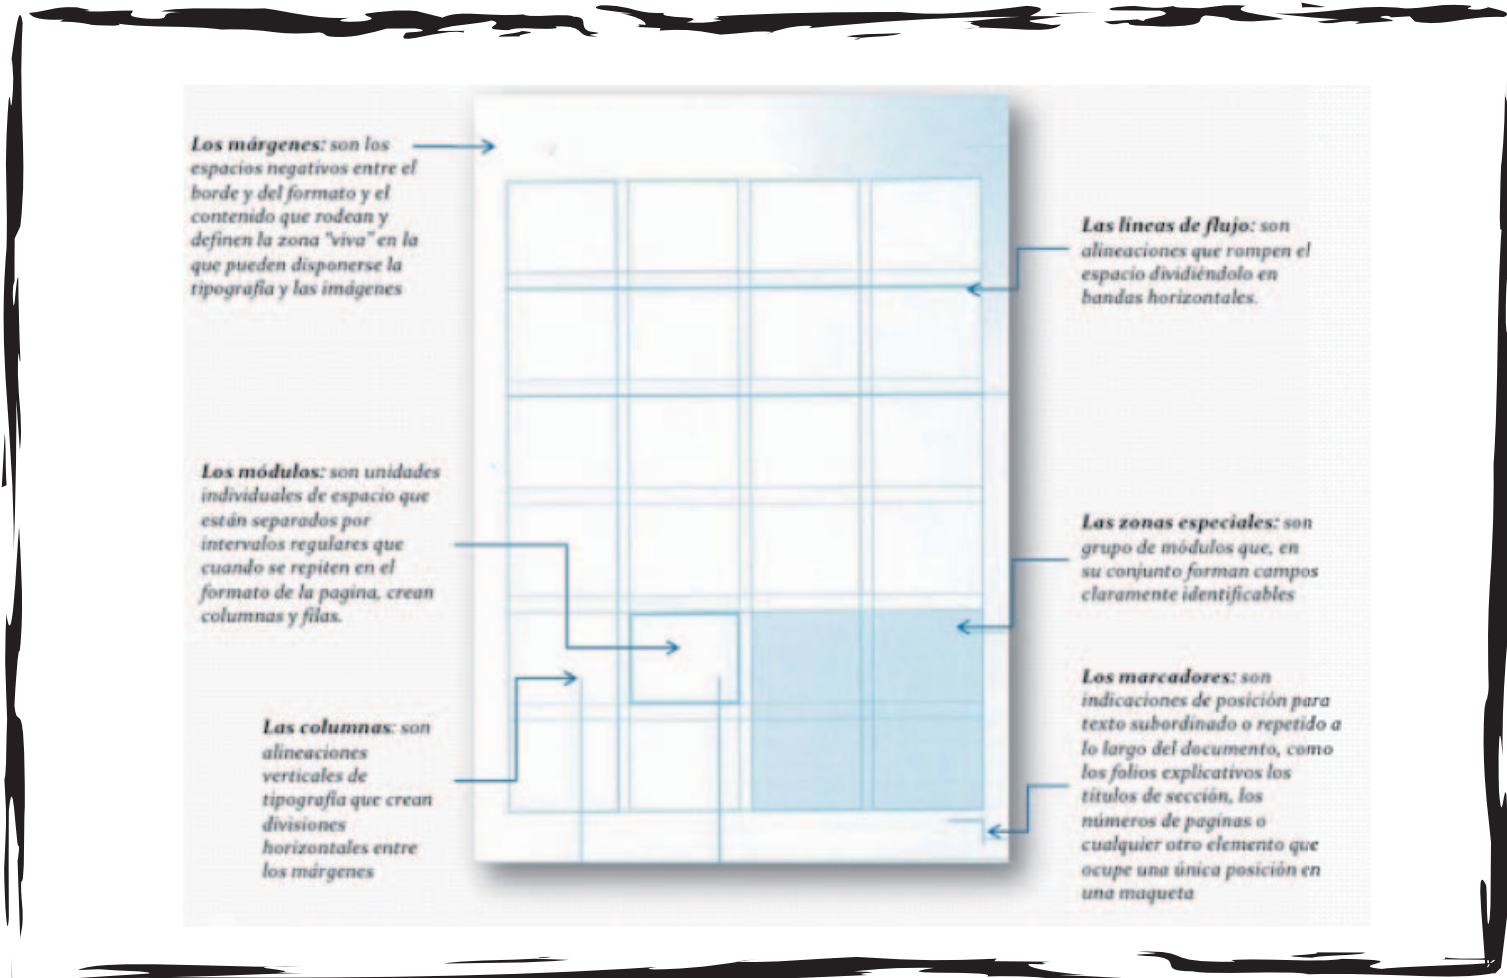 Los márgenes: son los
espacios negativos entre el
borde y del formato y el
contenido que rodean y
definen la zona "viva" en la
que pueden disponerse la
tipografía y las imágenes
Los módulos: son unidades
individuales de espacio que
están separados por
intervalos regulares que
cuando se repiten en el
formato de la pagina, crean
columnas y filas.
Las columnas: son
alineaciones
verticales de
tipografía que crean
divisiones
horizontales entre
los márgenes
Las líneas de flujo: son
alineaciones que rompen el
espacio dividiéndolo en
bandas horizontales.
Las zonas especiales: son
grupo de módulos que, en
su conjunto forman campos
claramente identificables
Los marcadores: son
indicaciones de posición para
texto subordinado o repetido a
lo largo del documento, como
los folios explicativos los
títulos de sección, los
números de paginas o
cualquier otro elemento que
ocupe una única posición en
una maqueta